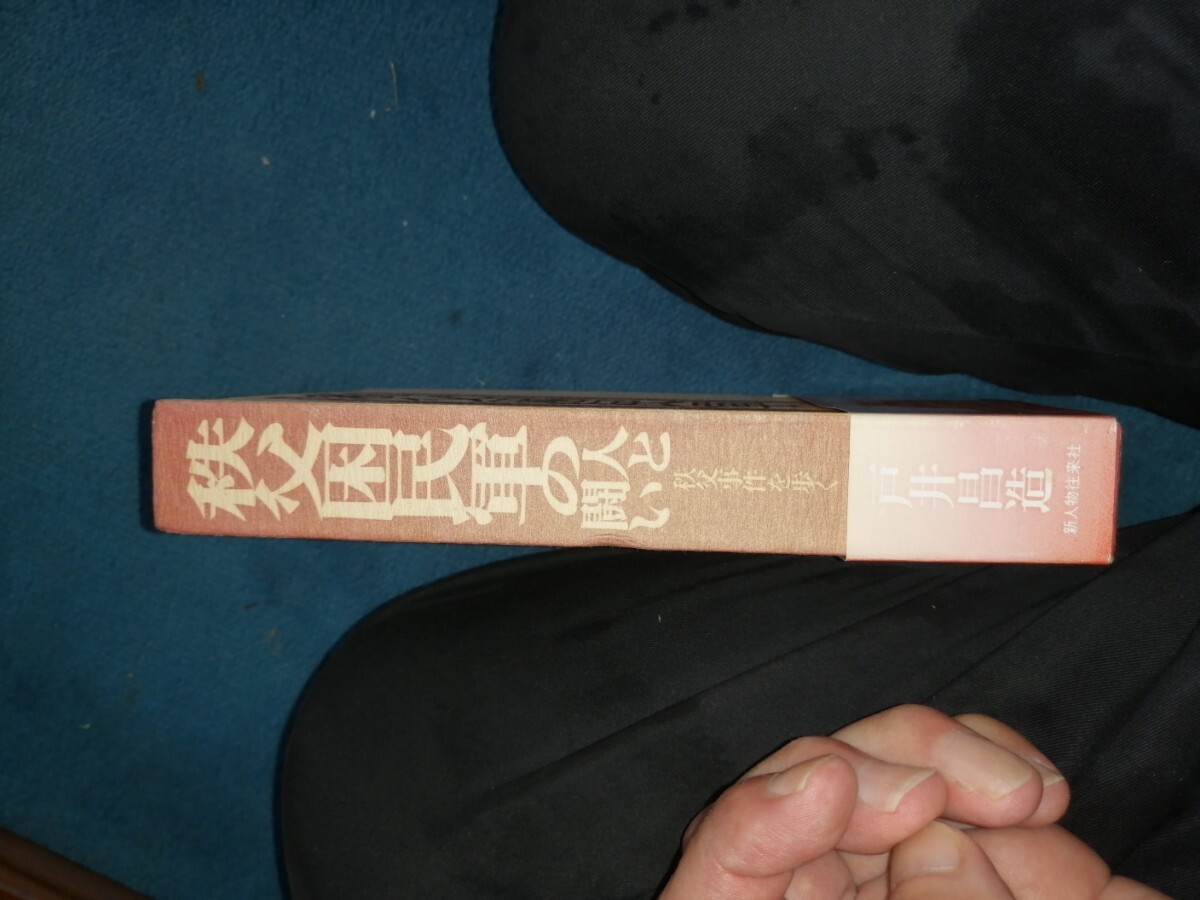 秩父困民軍の人と闘い
秩父事件を歩く
戸井昌造
新人物往来社